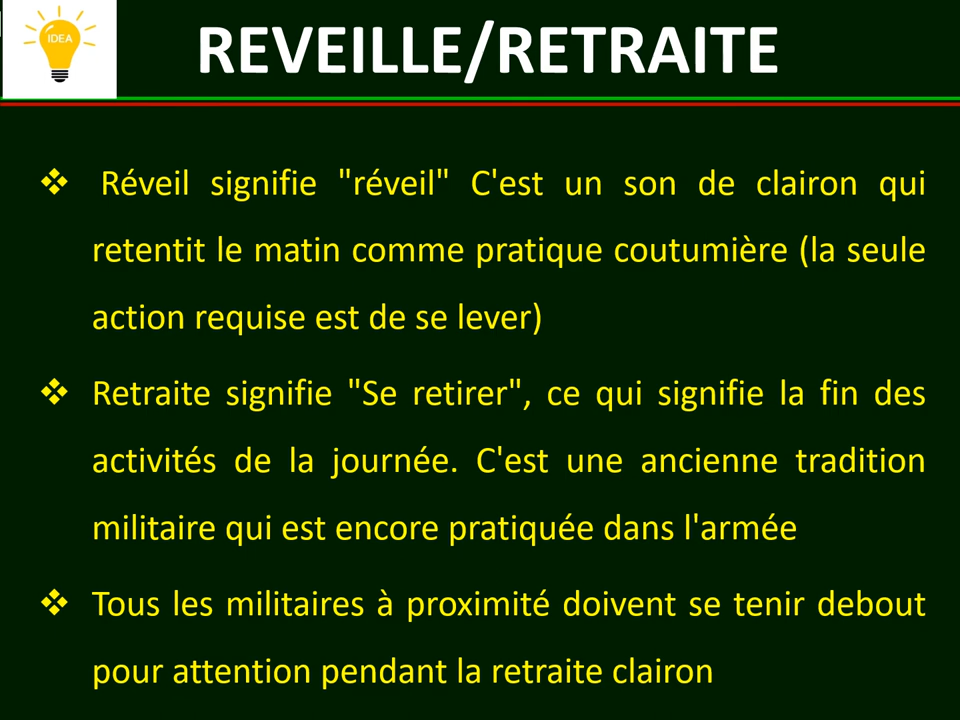 IDEA
REVEILLE/RETRAITE
❖ Réveil signifie "réveil" C'est un son de clairon qui
retentit le matin comme pratique coutumière (la seule
action requise est de se lever)
❖ Retraite signifie "Se retirer", ce qui signifie la fin des
activités de la journée. C'est une ancienne tradition
militaire qui est encore pratiquée dans l'armée
❖ Tous les militaires à proximité doivent se tenir debout
pour attention pendant la retraite clairon